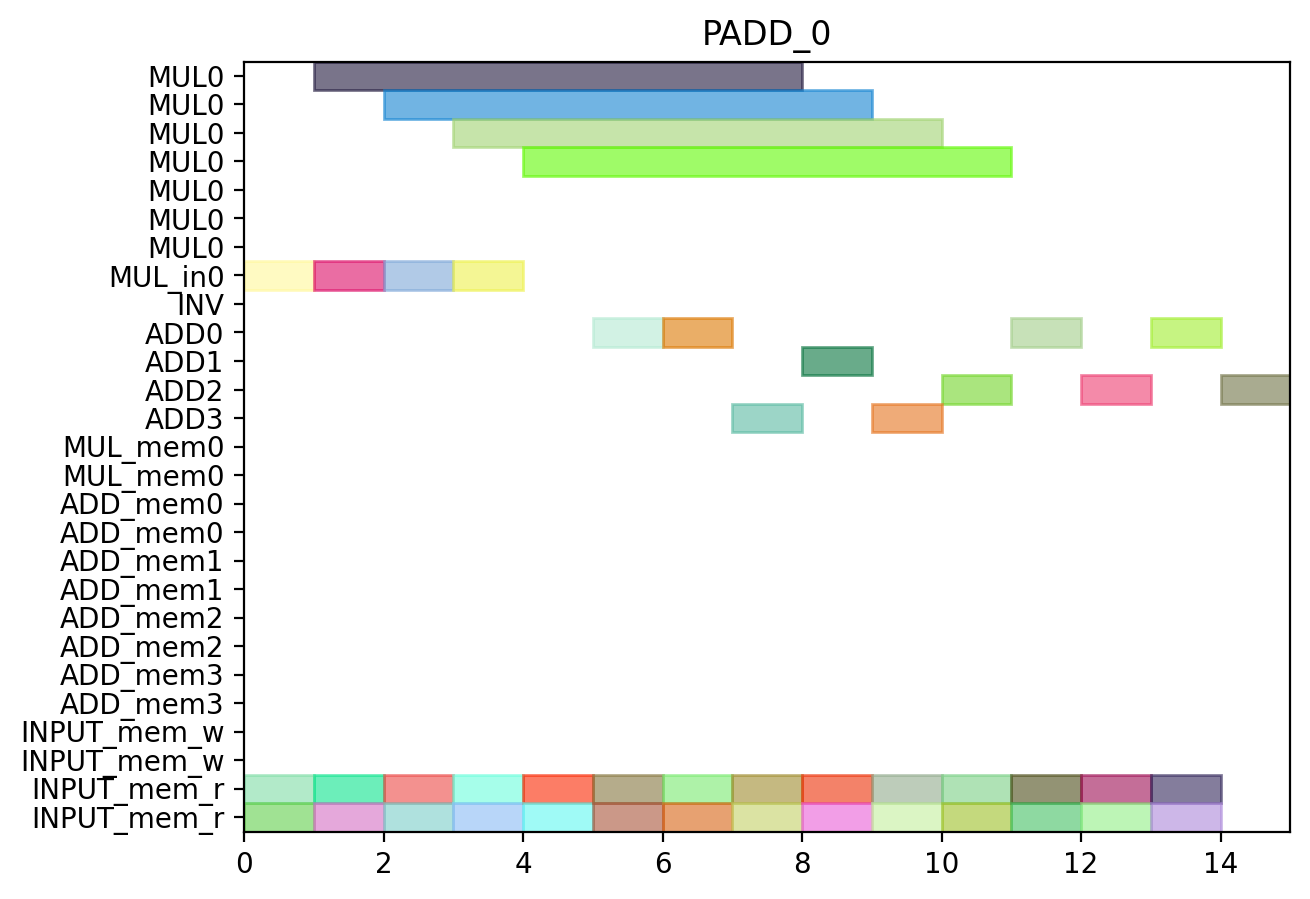 PADD_0
MUL0
MUL0
MUL0
MUL0
MUL0
MUL0
MUL0
MUL_in0
INV
ADD0
ADD1
ADD2
ADD3
MUL_mem0
MUL_mem0
ADD_mem0
ADD_mem0
ADD_mem1
ADD_mem1
ADD_mem2
ADD_mem2
ADD_mem3
ADD_mem3
INPUT_mem_w
INPUT_mem_w
INPUT_mem_r
INPUT_mem_r
0 2 4 6 8 10 12 14